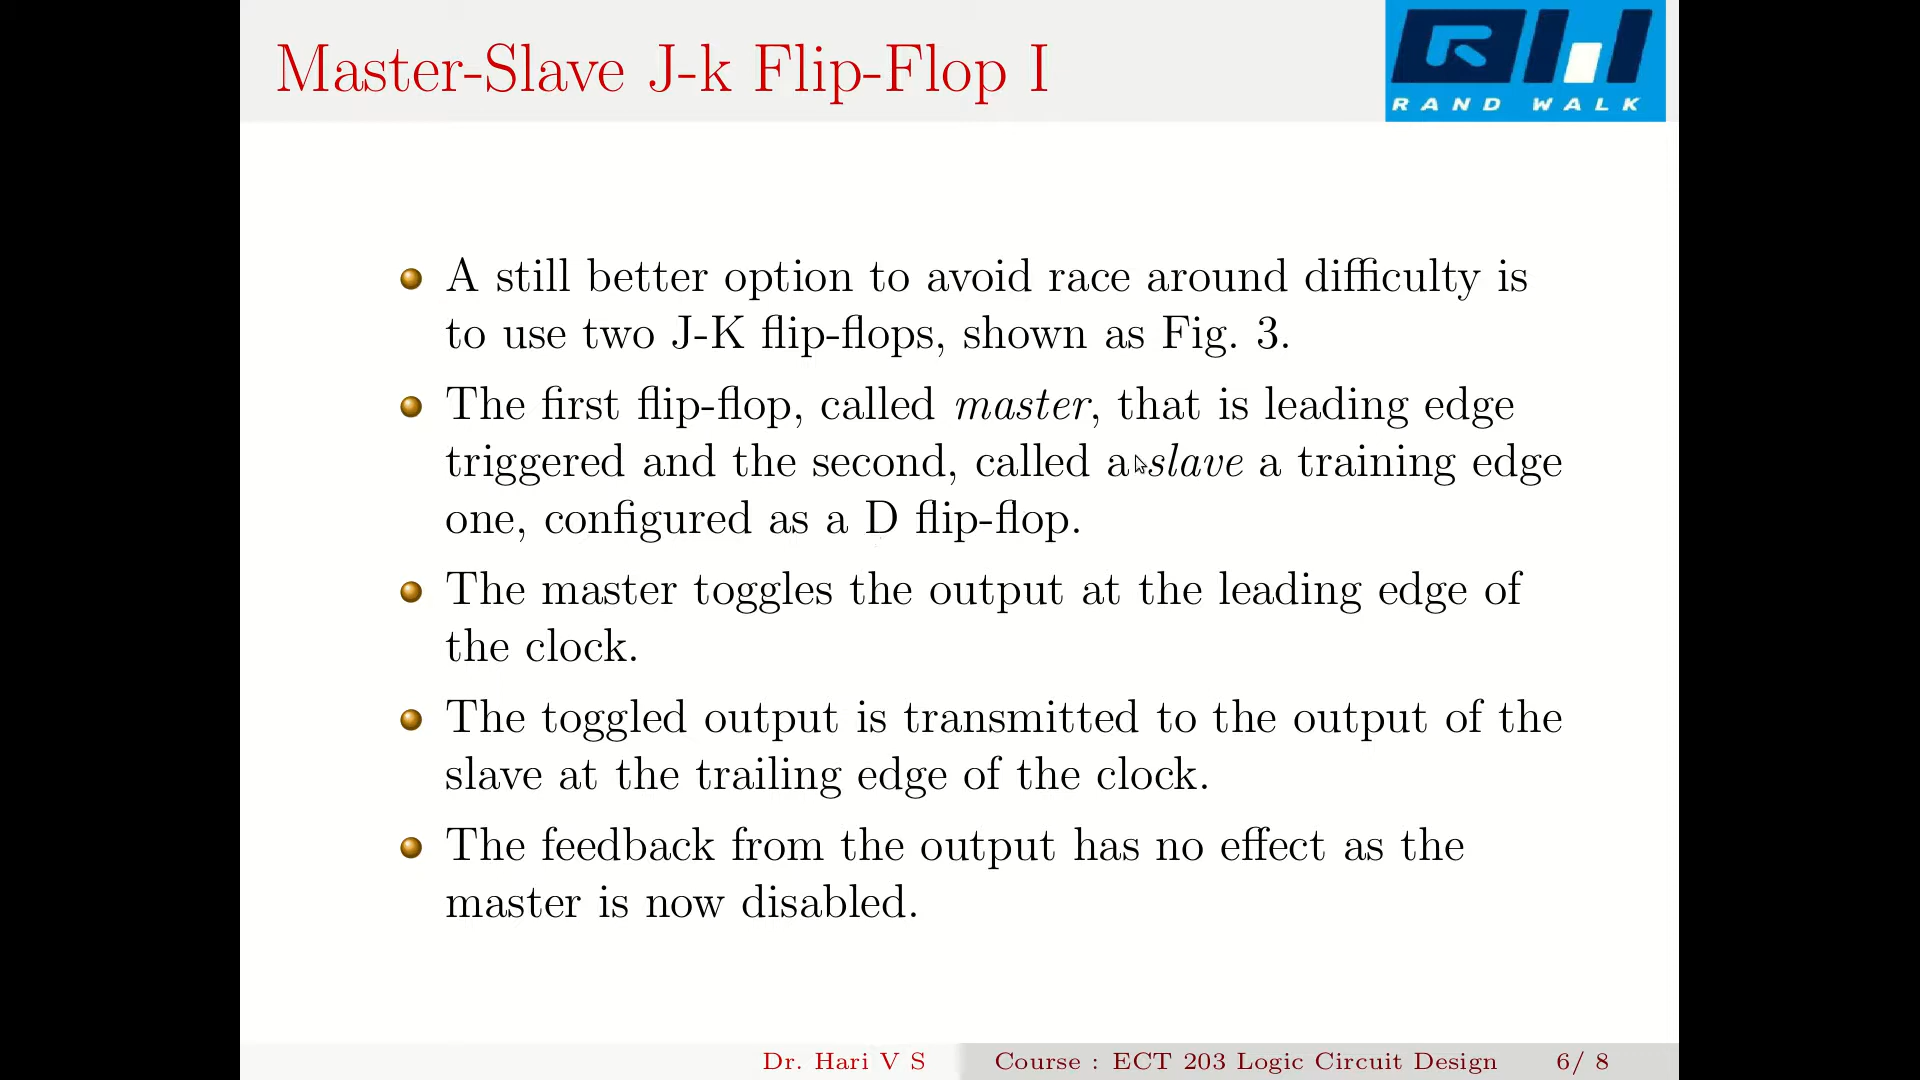 Master-Slave J-k Flip-Flop I
RAND WALK
A still better option to avoid race around difficulty is
to use two J-K flip-flops, shown as Fig. 3.
The first flip-flop, called master, that is leading edge
triggered and the second, called a slave a training edge
one, configured as a D flip-flop.
The master toggles the output at the leading edge of
the clock.
The toggled output is transmitted to the output of the
slave at the trailing edge of the clock.
The feedback from the output has no effect as the
master is now disabled.
Dr. Hari V S Course : ECT 203 Logic Circuit Design 6/ 8